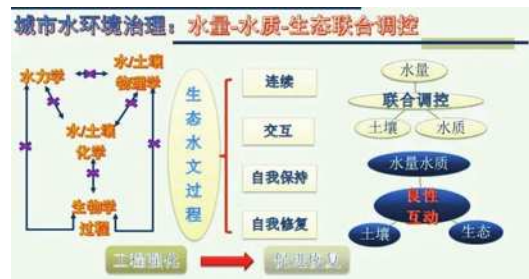 城市水环境治理：水量-水质-生态联合调控
水力学
水/土壤
物理学
水/土壤
化学
生物学
过程
生态水文过程
连续
交互
自我保持
自我修复
水量
联合调控
土壤
水质
水量水质
良性
互动
土壤
生态